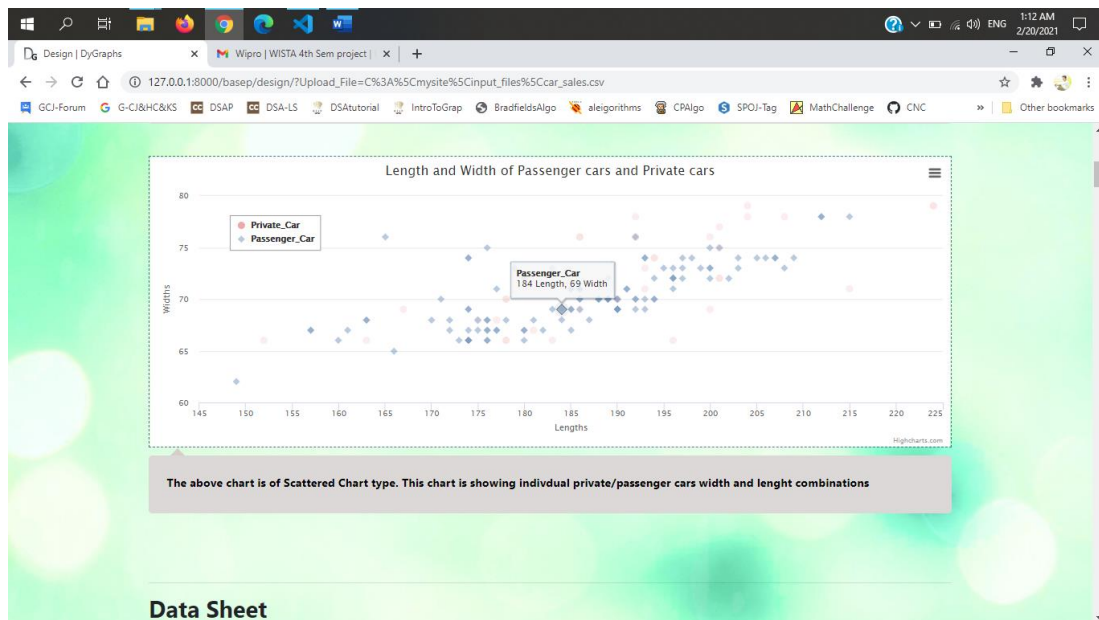 1:12 AM
ENG
2/20/2021
DG Design | DyGraphs
Wipro | WISTA 4th Sem project |
127.0.0.1:8000/basep/design/?Upload_File=C%3A%5Cmysite%5Cinput_files%5Ccar_sales.csv
GCJ-Forum G-CJ&HC&KS DSAP DSA-LS DSAtutorial IntroToGrap BradfieldsAlgo aleigorithms CPAlgo SPOJ-Tag MathChallenge CNC » Other bookmarks
Length and Width of Passenger cars and Private cars
80
Private_Car
Passenger_Car
75
Passenger_Car
184 Length, 69 Width
70
Widths
65
60
145 150 155 160 165 170 175 180 185 190 195 200 205 210 215 220 225
Lengths
Highcharts.com
The above chart is of Scattered Chart type. This chart is showing indivdual private/passenger cars width and lenght combinations
Data Sheet